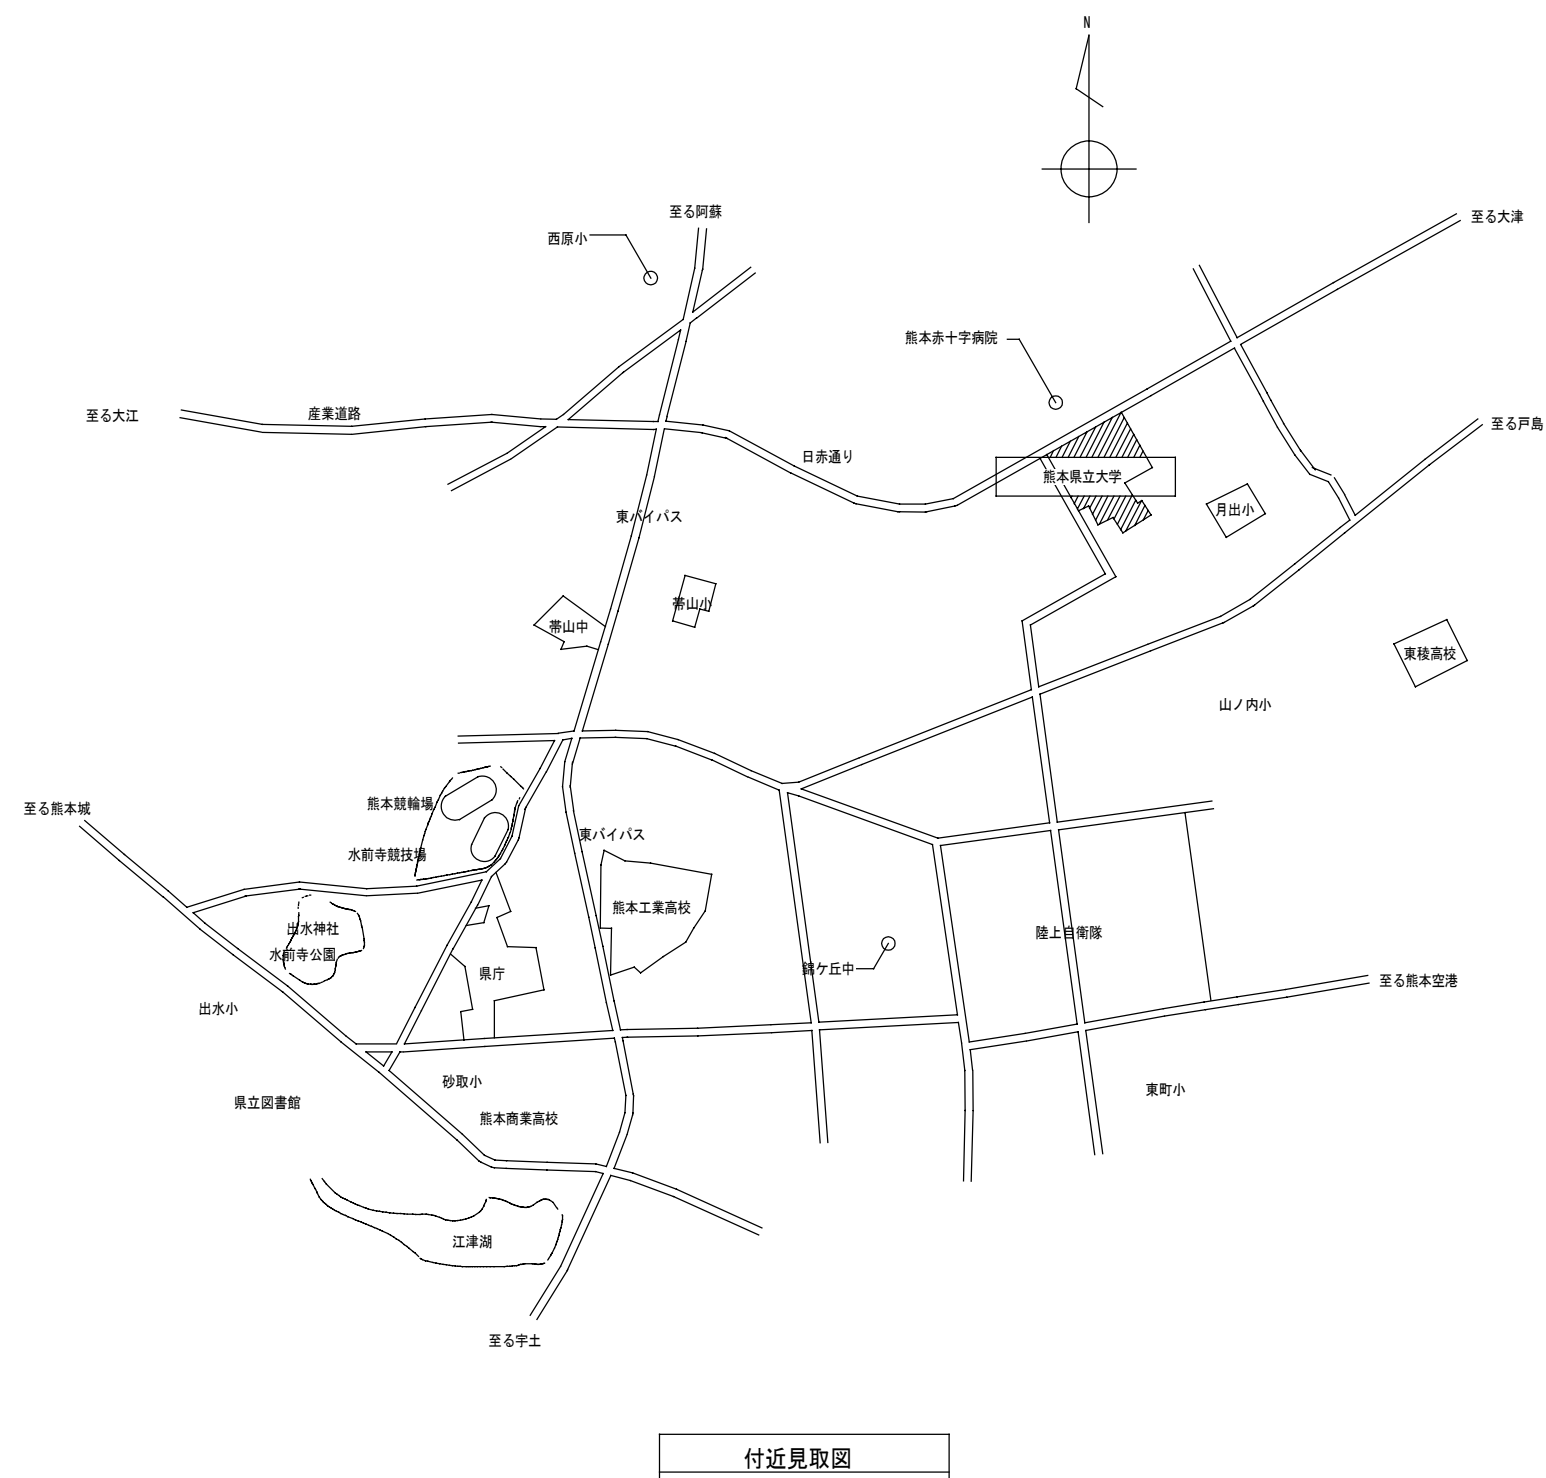 N
至る阿蘇
至る大津
西原小
熊本赤十字病院
至る大江
産業道路
至る戸島
日赤通り
熊本県立大学
月出小
東バイパス
帯山小
帯山中
東稜高校
山ノ内小
熊本競輪場
至る熊本城
東バイパス
水前寺競技場
熊本工業高校
出水神社
陸上自衛隊
水前寺公園
錦ケ丘中
県庁
至る熊本空港
出水小
砂取小
東町小
県立図書館
熊本商業高校
江津湖
至る宇土
付近見取図